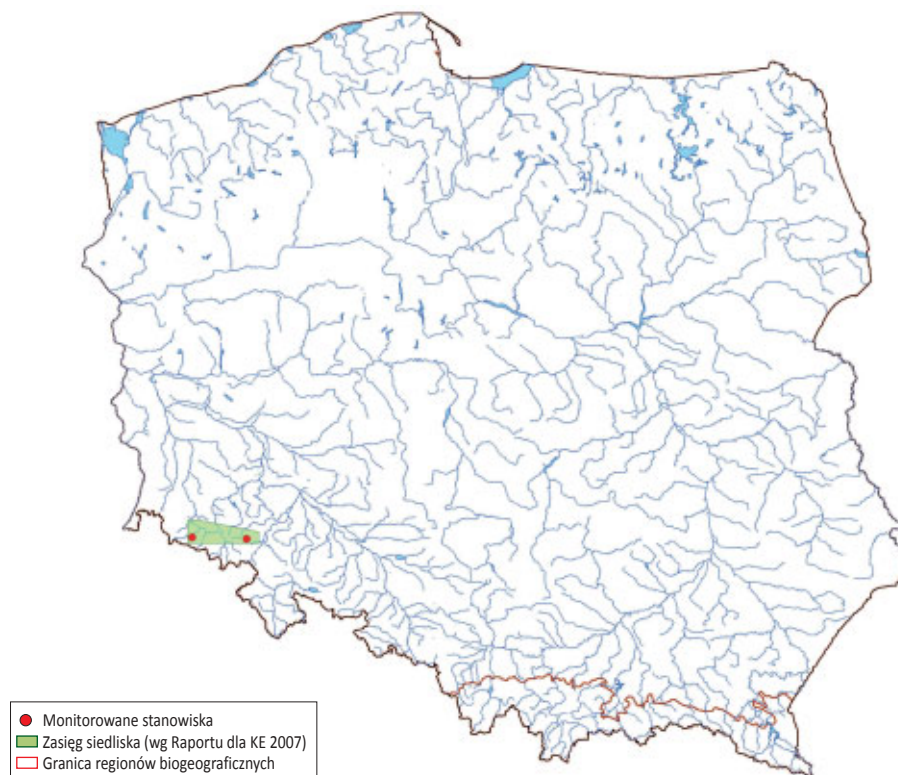 Monitorowane stanowiska
Zasięg siedliska (wg Raportu dla KE 2007)
Granica regionów biogeograficznych